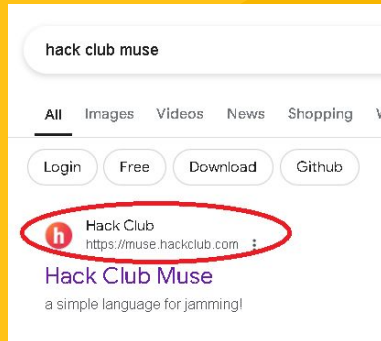 hack club muse
All Images Videos News Shopping
Login Free Download Github
h Hack Club
https://muse.hackclub.com
Hack Club Muse
a simple language for jamming!